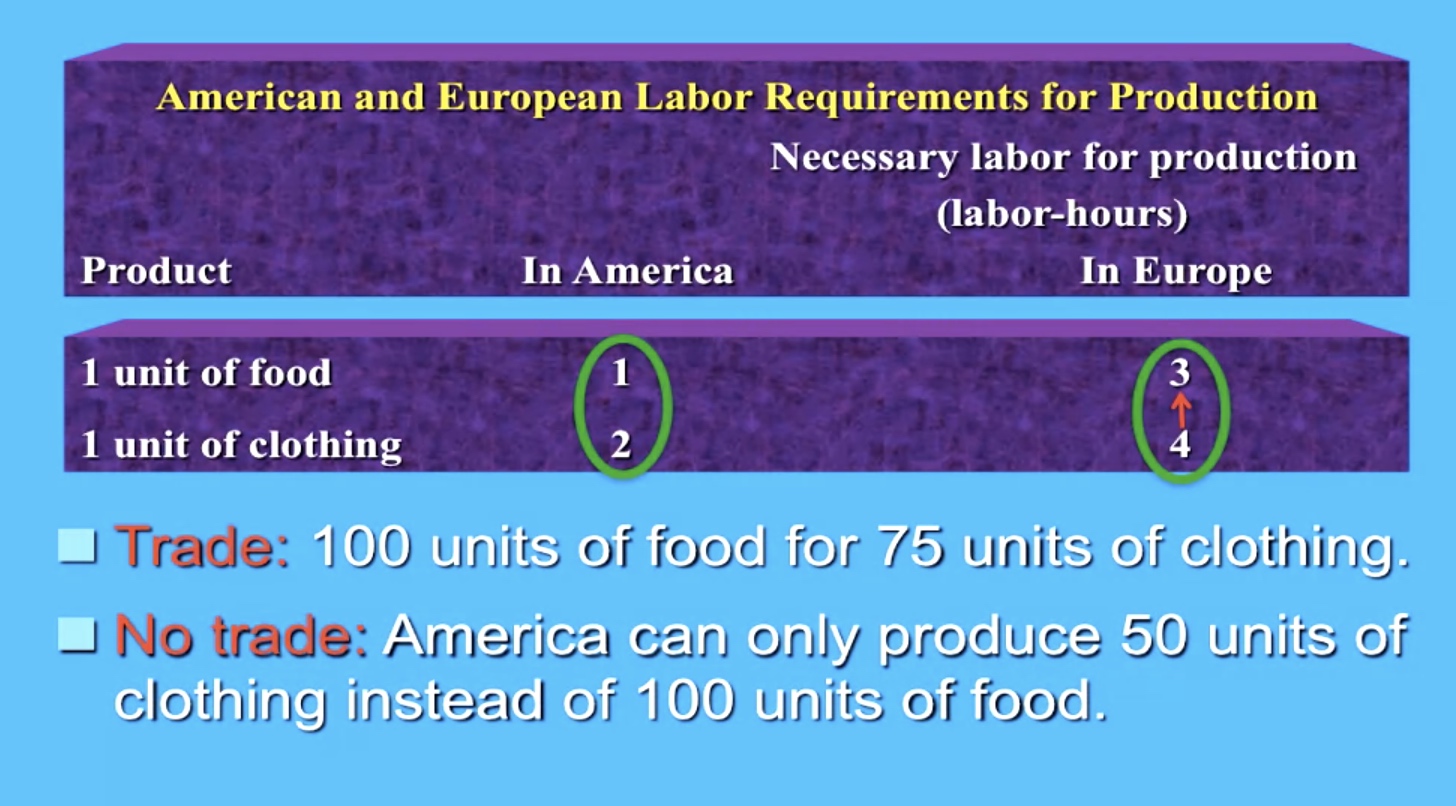 American and European Labor Requirements for Production
Necessary labor for production
(labor-hours)
Product In America In Europe
1 unit of food 1 3
1 unit of clothing 2 4
Trade: 100 units of food for 75 units of clothing.
No trade: America can only produce 50 units of
clothing instead of 100 units of food.